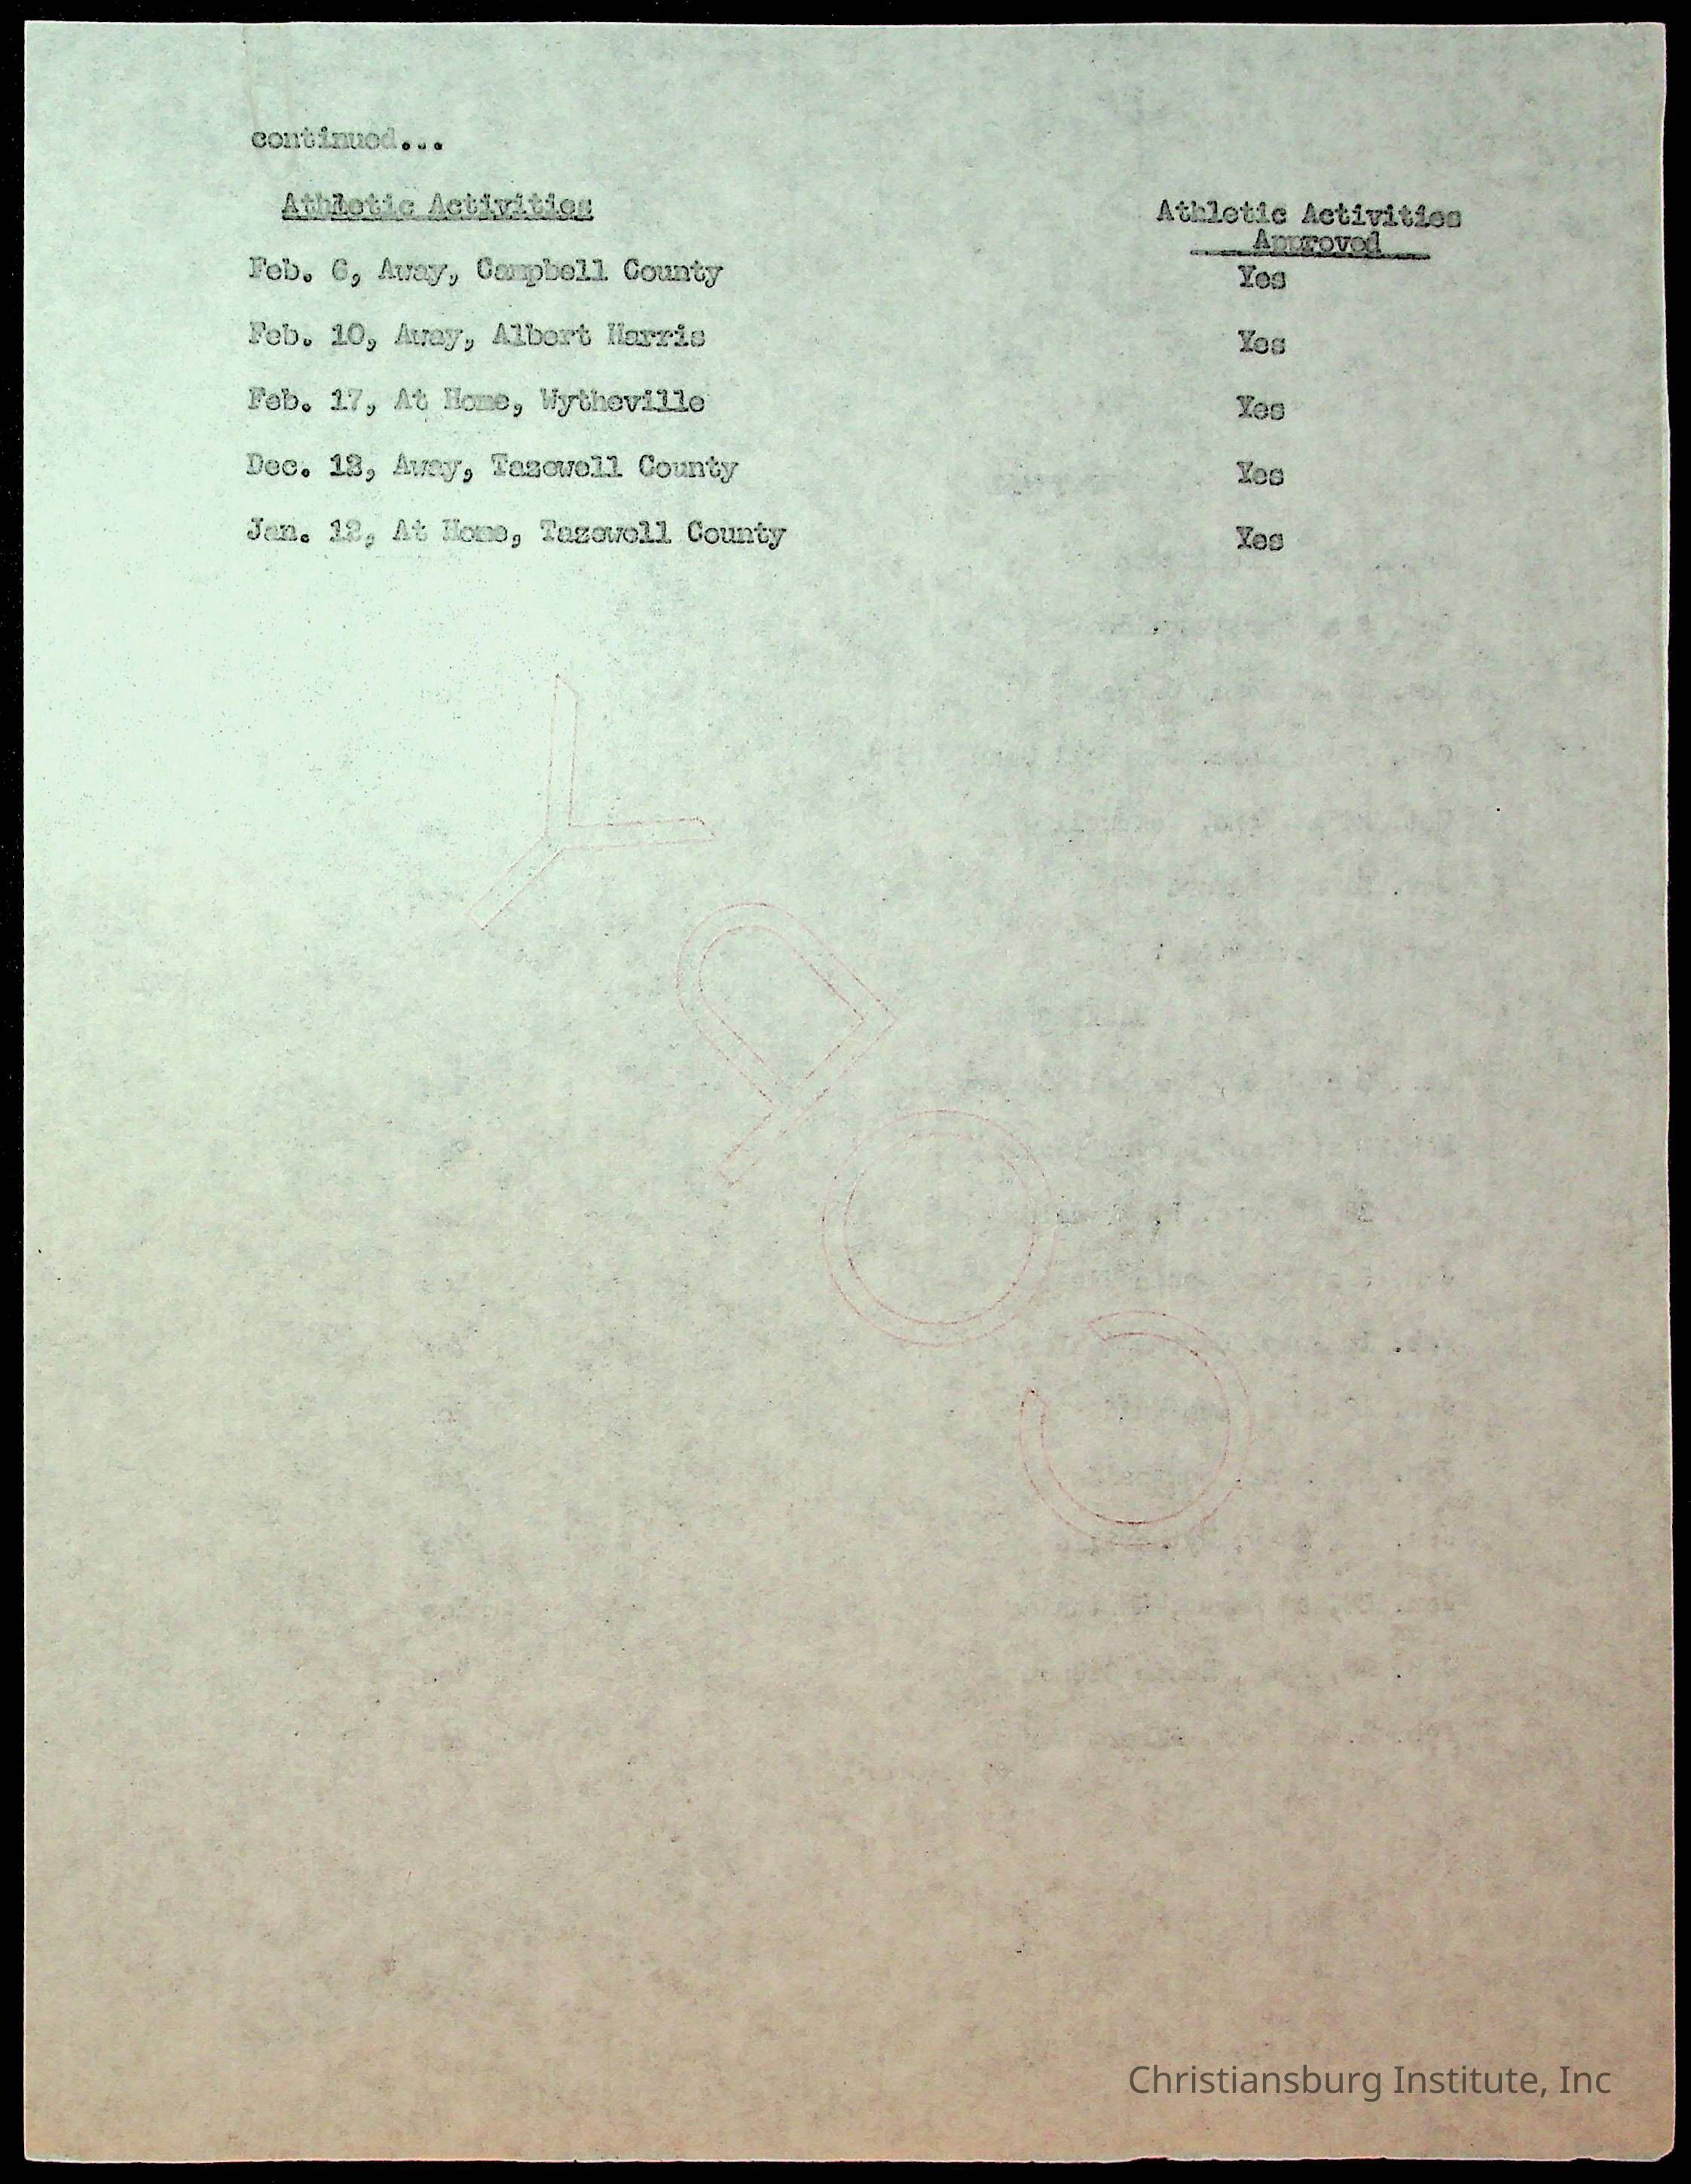 continued...
Athletic Activities
Athletic Activities
Approved
Feb. 6, Away, Campbell County Yes
Feb. 10, Away, Albert Harris Yes
Feb. 17, At Home, Wytheville Yes
Dec. 12, Away, Tazewell County Yes
Jan. 12, At Home, Tazewell County Yes
COPY
Christiansburg Institute, Inc